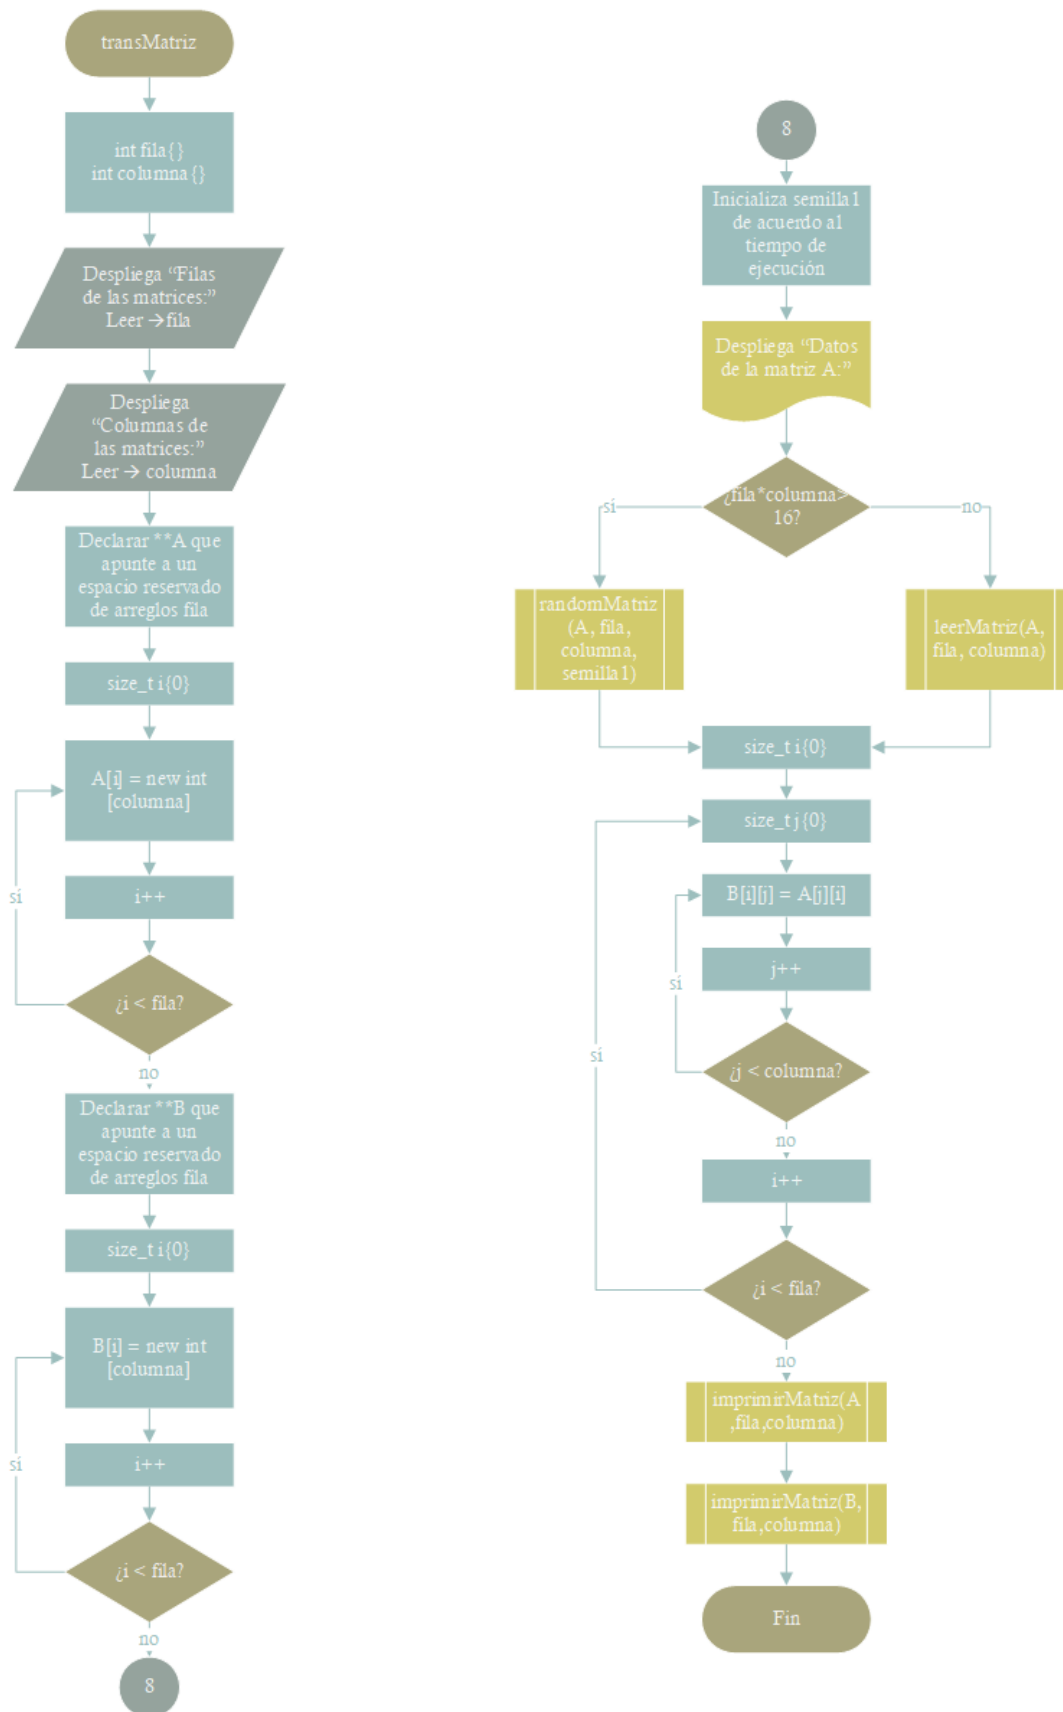 transMatriz
int fila{}
int columna{}
Despliega “Filas
de las matrices:”
Leer →fila
Despliega
“Columnas de
las matrices:”
Leer → columna
Declarar **A que
apunte a un
espacio reservado
de arreglos fila
size_t i{0}
A[i] = new int
[columna]
i++
sí
¿i < fila?
no
Declarar **B que
apunte a un
espacio reservado
de arreglos fila
size_t i{0}
B[i] = new int
[columna]
i++
sí
¿i < fila?
no
8
8
Inicializa semilla1
de acuerdo al
tiempo de
ejecución
Despliega “Datos
de la matriz A:”
¿fila*columna>
16?
sí
no
randomMatriz
(A, fila,
columna,
semilla1)
leerMatriz(A,
fila, columna)
size_t i{0}
size_t j{0}
B[i][j] = A[j][i]
j++
sí
¿j < columna?
sí
no
i++
¿i < fila?
no
imprimirMatriz(A
,fila,columna)
imprimirMatriz(B,
fila,columna)
Fin